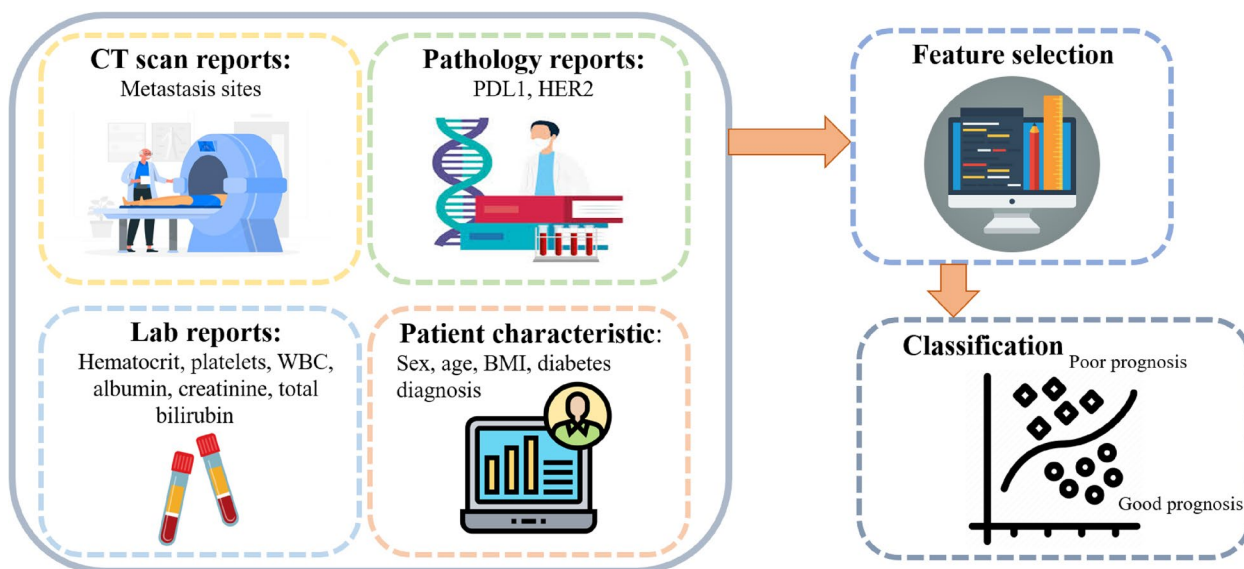 CT scan reports:
Metastasis sites
Pathology reports:
PDL1, HER2
Lab reports:
Hematocrit, platelets, WBC,
albumin, creatinine, total
bilirubin
Patient characteristic:
Sex, age, BMI, diabetes
diagnosis
Feature selection
Classification
Poor prognosis
Good prognosis